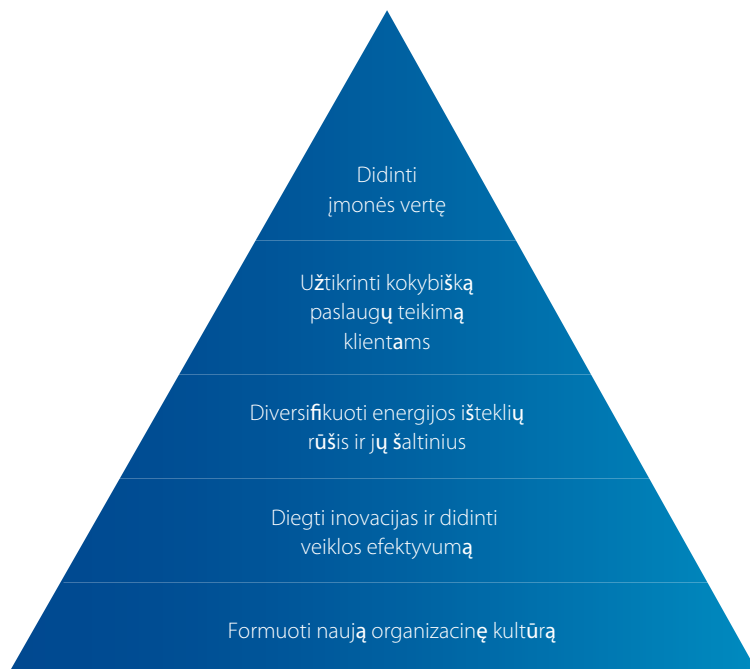 Didinti
įmonės vertę
Užtikrinti kokybišką
paslaugų teikimą
klientams
Diversifikuoti energijos išteklių
rūšis ir jų šaltinius
Diegti inovacijas ir didinti
veiklos efektyvumą
Formuoti naują organizacinę kultūrą